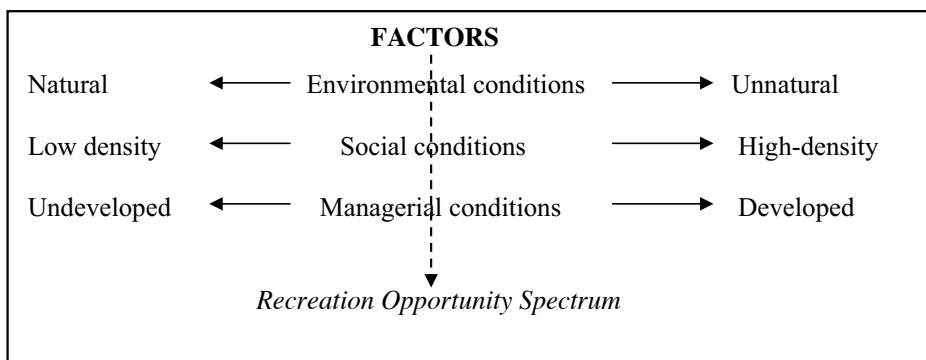 FACTORS
Natural Environmental conditions Unnatural
Low density Social conditions High-density
Undeveloped Managerial conditions Developed
Recreation Opportunity Spectrum